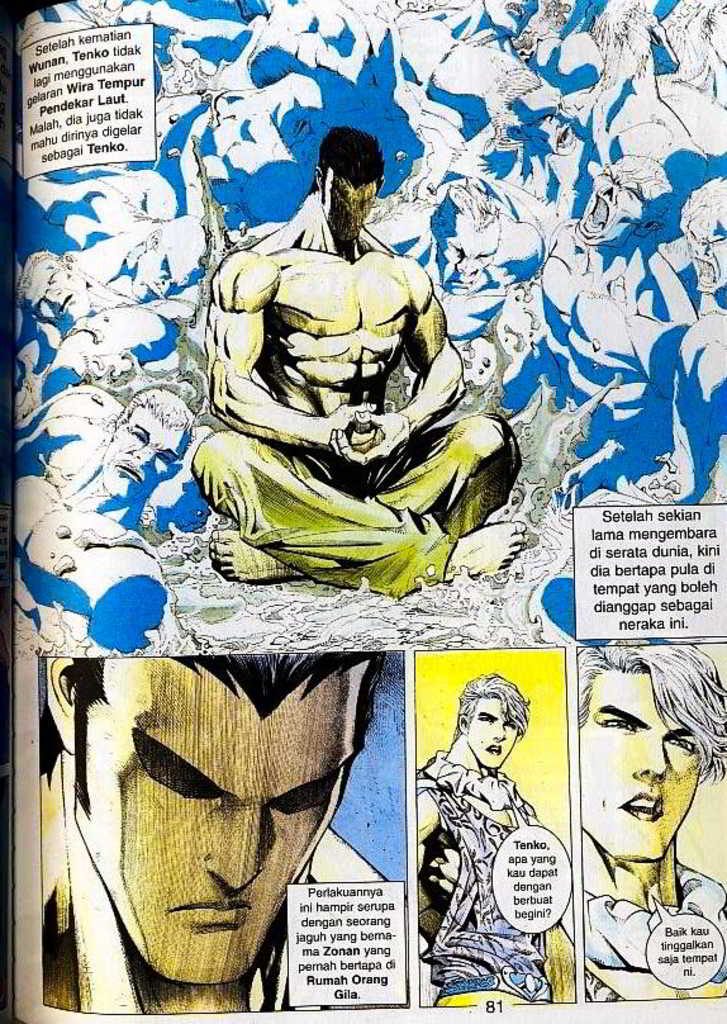 Setelah kematian
Wunan, Tenko tidak
lagi menggunakan
gelaran Wira Tempur
Pendekar Laut.
Malah, dia juga tidak
mahu dirinya digelar
sebagai Tenko.
Setelah sekian
lama mengembara
di serata dunia, kini
dia bertapa pula di
tempat yang boleh
dianggap sebagai
neraka ini.
Perlakuannya
ini hampir serupa
dengan seorang
jaguh yang berna-
ma Zonan yang
pernah bertapa di
Rumah Orang
Gila.
Tenko,
apa yang
kau dapat
dengan
berbuat
begini?
Baik kau
tinggalkan
saja tempat
ni.
81